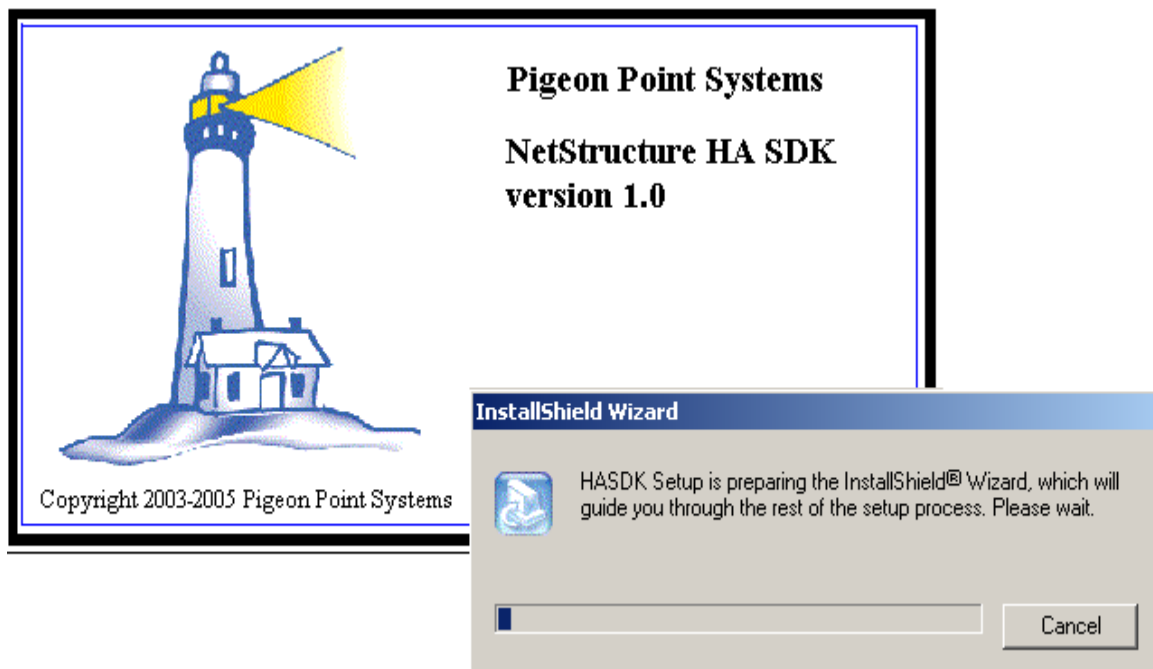 Pigeon Point Systems
NetStructure HA SDK
version 1.0
Copyright 2003-2005 Pigeon Point Systems
InstallShield Wizard
HASDK Setup is preparing the InstallShield® Wizard, which will
guide you through the rest of the setup process. Please wait.
Cancel